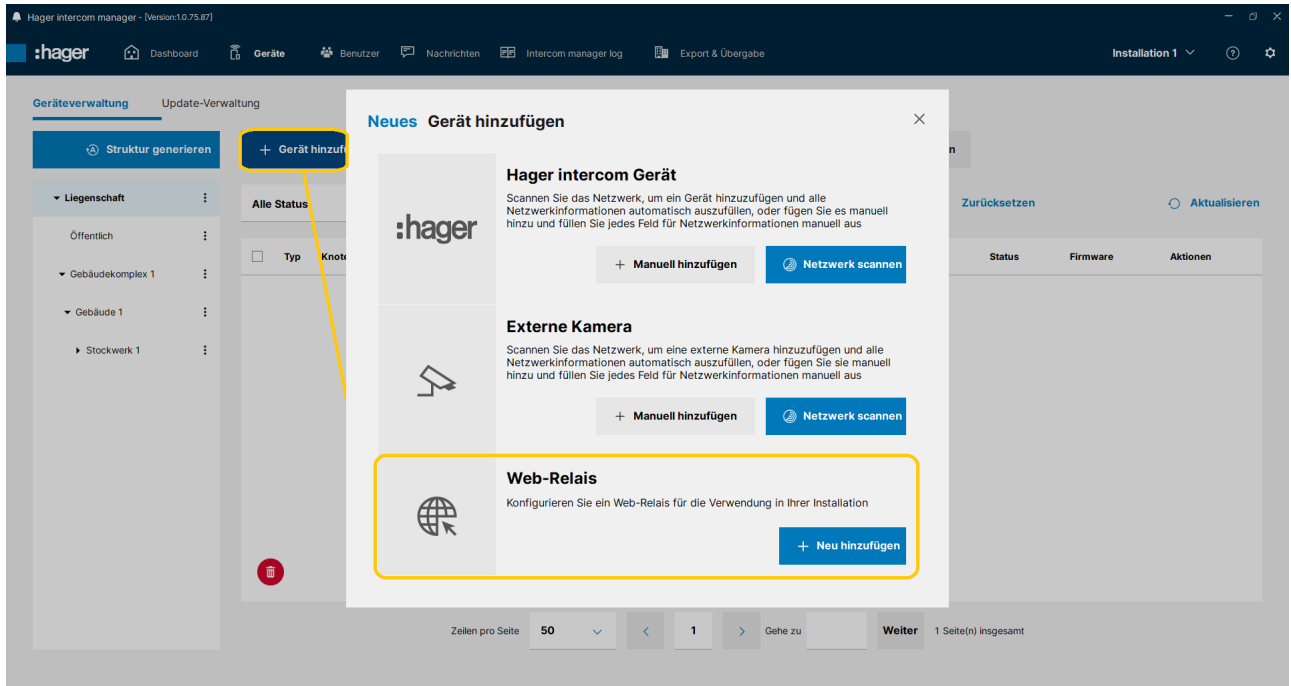 Hager intercom manager - [Version:1.0.75.87]
:hager Dashboard Geräte Benutzer Nachrichten Intercom manager log Export & Übergabe Installation 1
Geräteverwaltung Update-Verwaltung
Struktur generieren
+ Gerät hinzufü
n
Liegenschaft
Öffentlich
Gebäudekomplex 1
Gebäude 1
Stockwerk 1
Alle Status
Zurücksetzen
Aktualisieren
Typ Knote Status Firmware Aktionen
Neues Gerät hinzufügen
:hager
Hager intercom Gerät
Scannen Sie das Netzwerk, um ein Gerät hinzuzufügen und alle
Netzwerkinformationen automatisch auszufüllen, oder fügen Sie es manuell
hinzu und füllen Sie jedes Feld für Netzwerkinformationen manuell aus
+ Manuell hinzufügen Netzwerk scannen
Externe Kamera
Scannen Sie das Netzwerk, um eine externe Kamera hinzuzufügen und alle
Netzwerkinformationen automatisch auszufüllen, oder fügen Sie sie manuell
hinzu und füllen Sie jedes Feld für Netzwerkinformationen manuell aus
+ Manuell hinzufügen Netzwerk scannen
Web-Relais
Konfigurieren Sie ein Web-Relais für die Verwendung in Ihrer Installation
+ Neu hinzufügen
Zeilen pro Seite 50 < 1 > Gehe zu Weiter 1 Seite(n) insgesamt